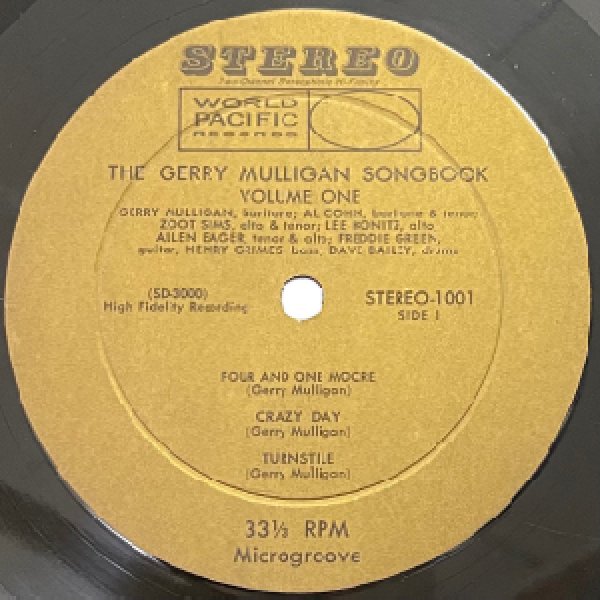 STEREO
Two-Channel Stereophonic Hi-Fidelity
WORLD
PACIFIC
RECORDS
THE GERRY MULLIGAN SONGBOOK
VOLUME ONE
GERRY MULLIGAN, baritone; AL COHN, baritone & tenor;
ZOOT SIMS, alto & tenor; LEE KONITZ, alto
ALLEN EAGER, tenor & alto; FREDDIE GREEN,
guitar, HENRY GRIMES bass, DAVE BAILEY, drums
(SD-3000)
High Fidelity Recording
STEREO-1001
SIDE 1
FOUR AND ONE MOORE
(Gerry Mulligan)
CRAZY DAY
(Gerry Mulligan)
TURNSTILE
(Gerry Mulligan)
33⅓ RPM
Microgroove